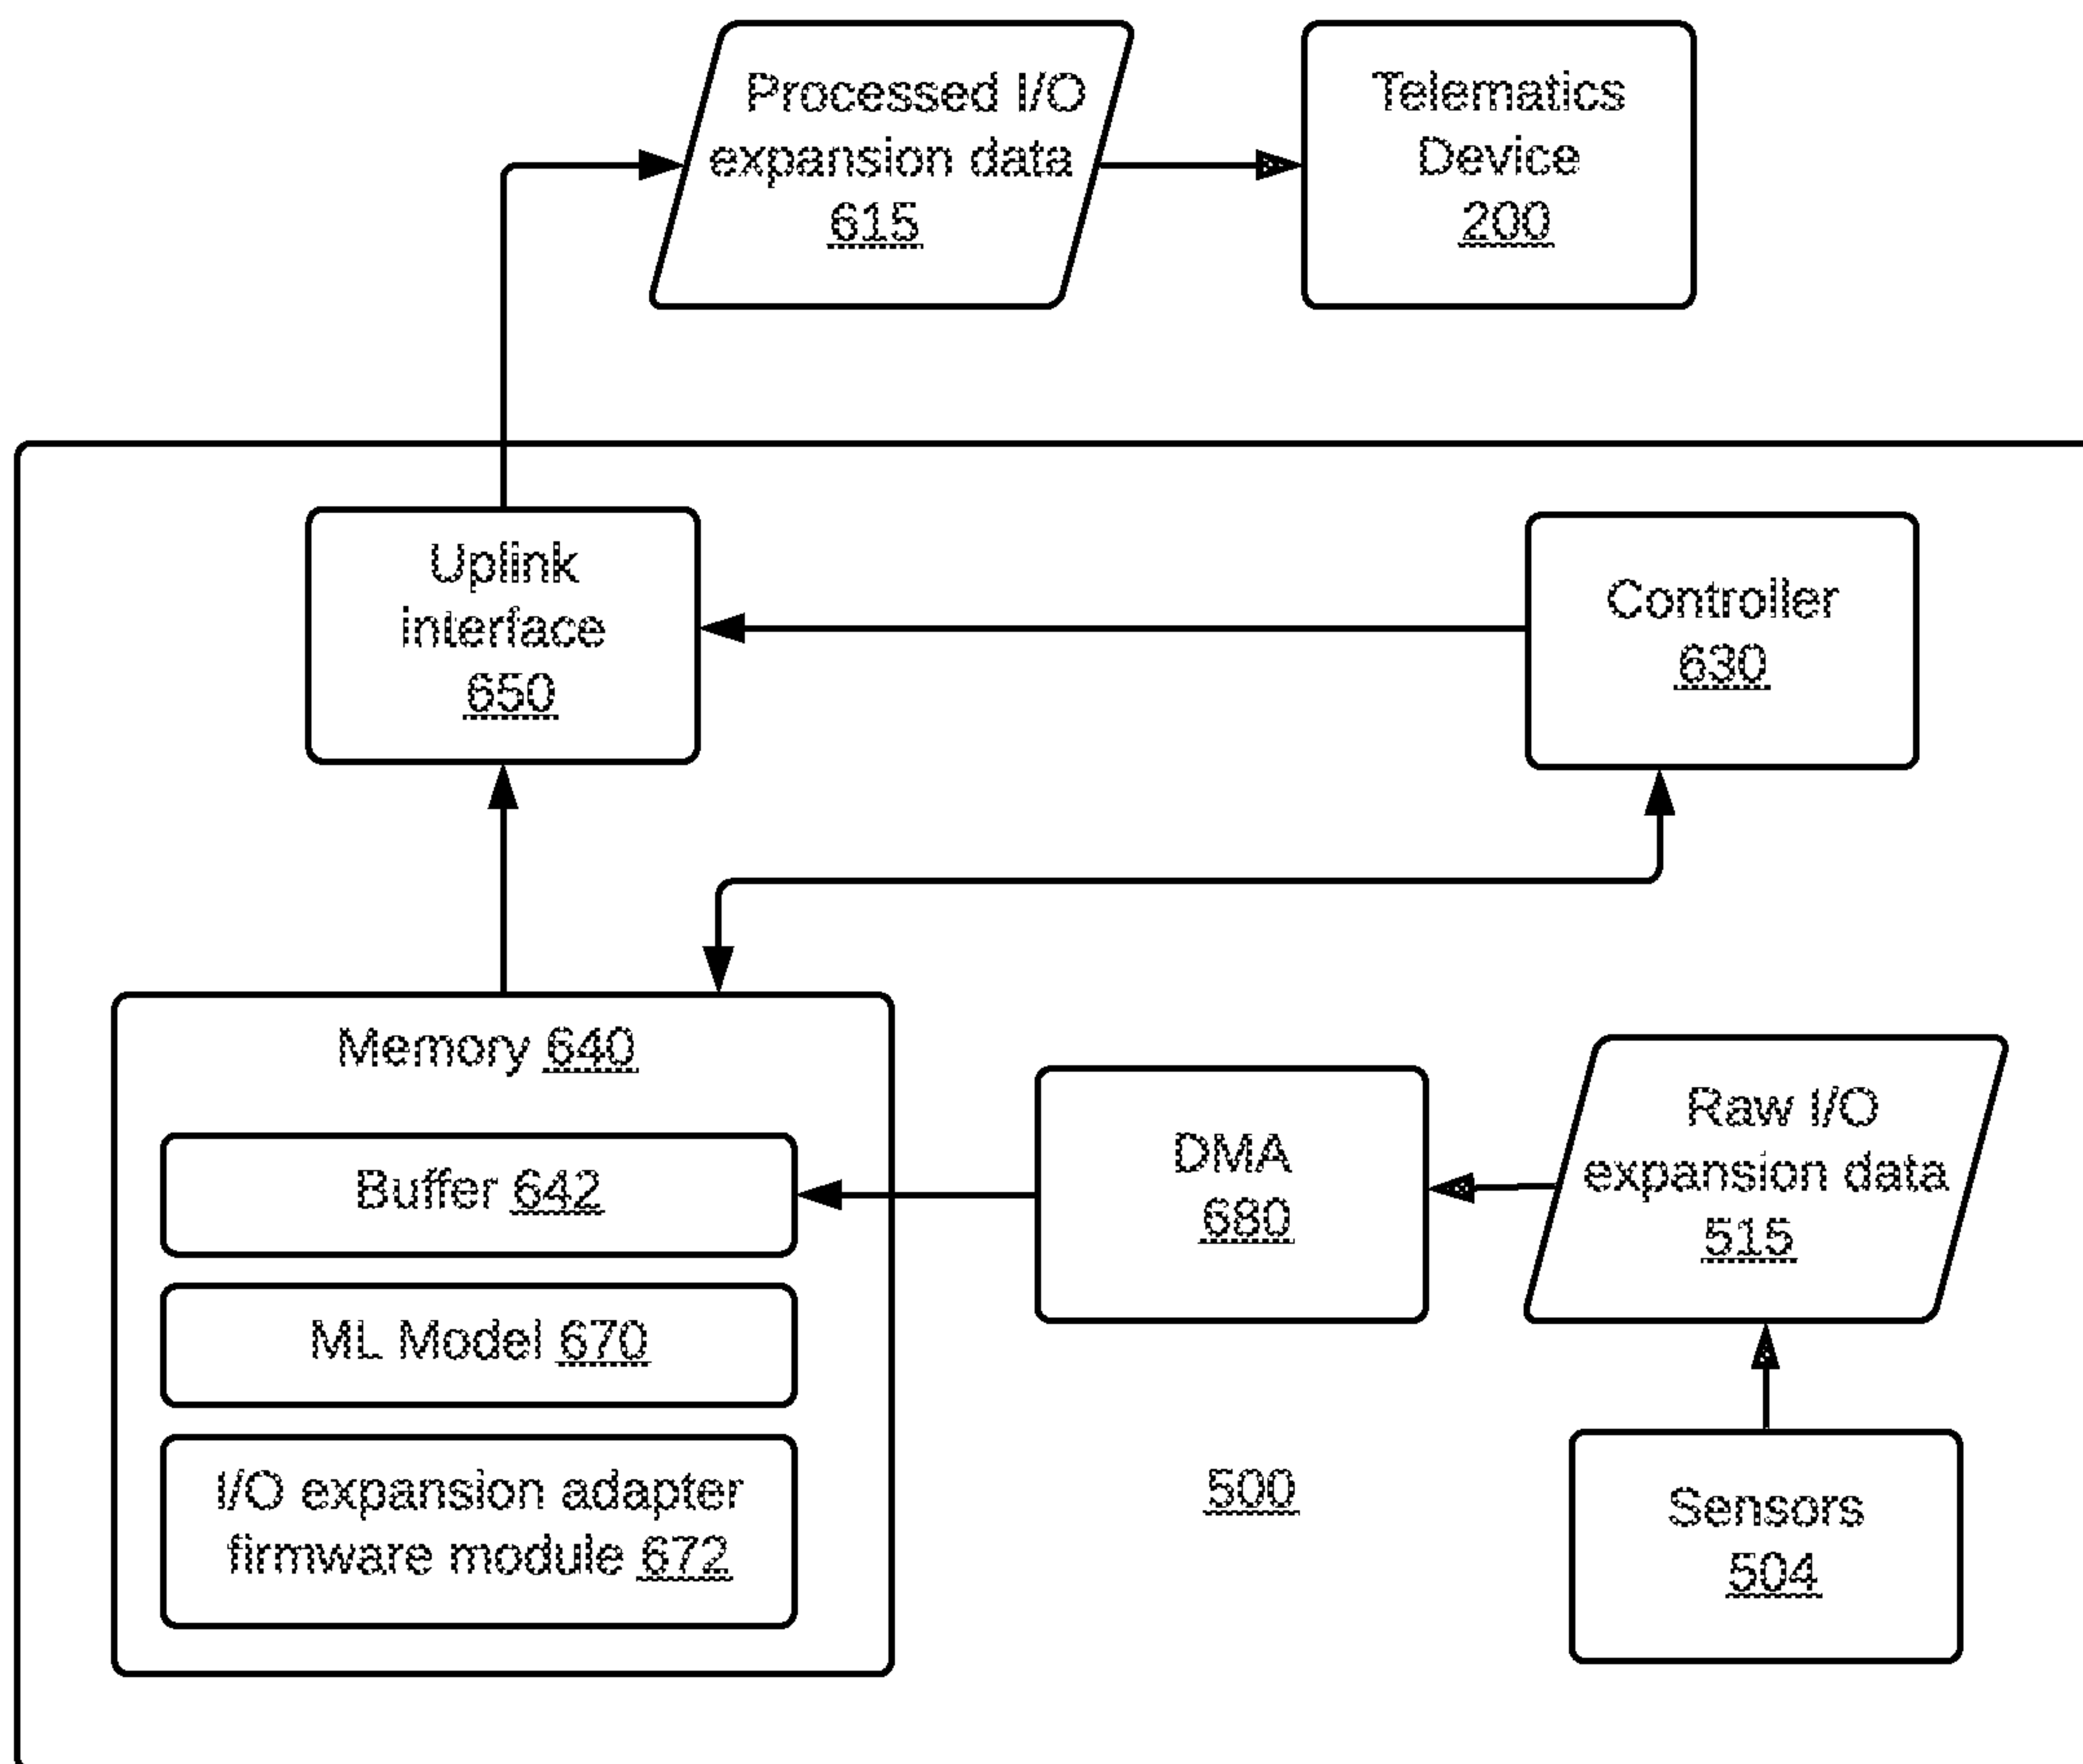 Processed I/O
expansion data
615
Telematics
Device
200
Uplink
interface
650
Controller
630
Memory 640
Buffer 642
ML Model 670
I/O expansion adapter
firmware module 672
DMA
680
Raw I/O
expansion data
515
500
Sensors
504